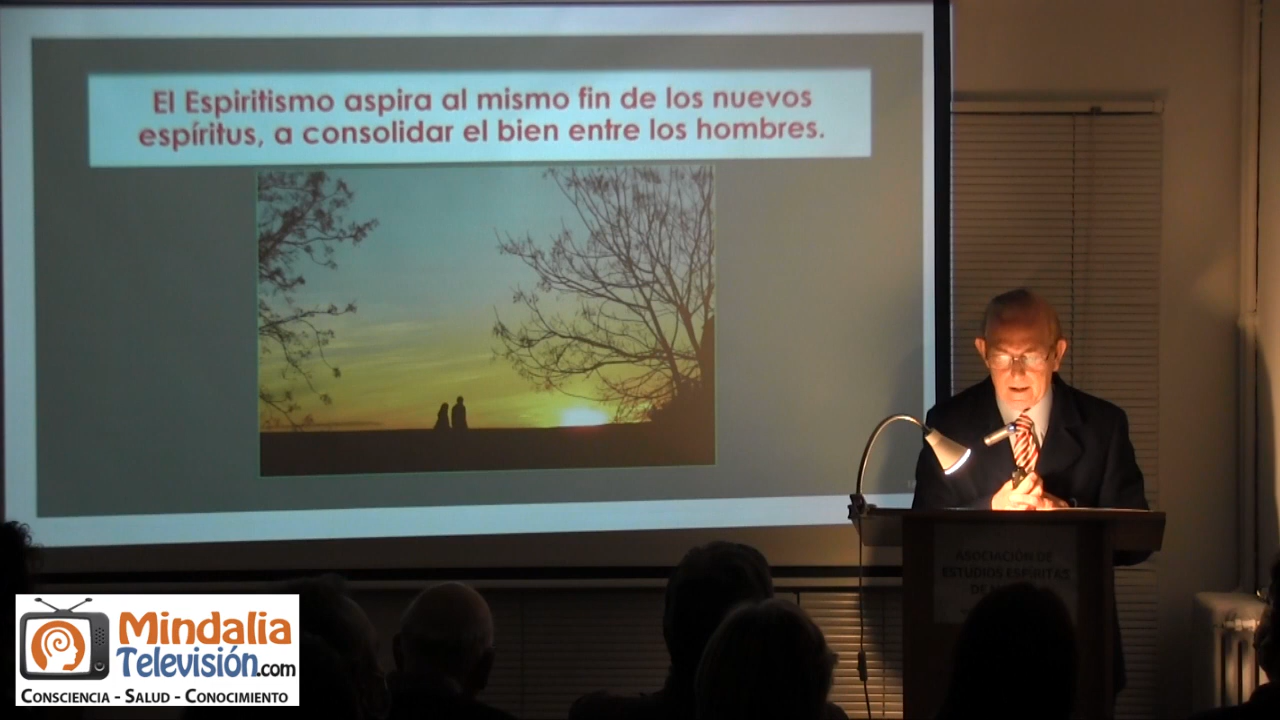 El Espiritismo aspira al mismo fin de los nuevos
espíritus, a consolidar el bien entre los hombres.
ASOCIACIÓN DE
ESTUDIOS ESPÍRITAS
DE
Mindalia
Televisión.com
CONSCIENCIA - SALUD - CONOCIMIENTO